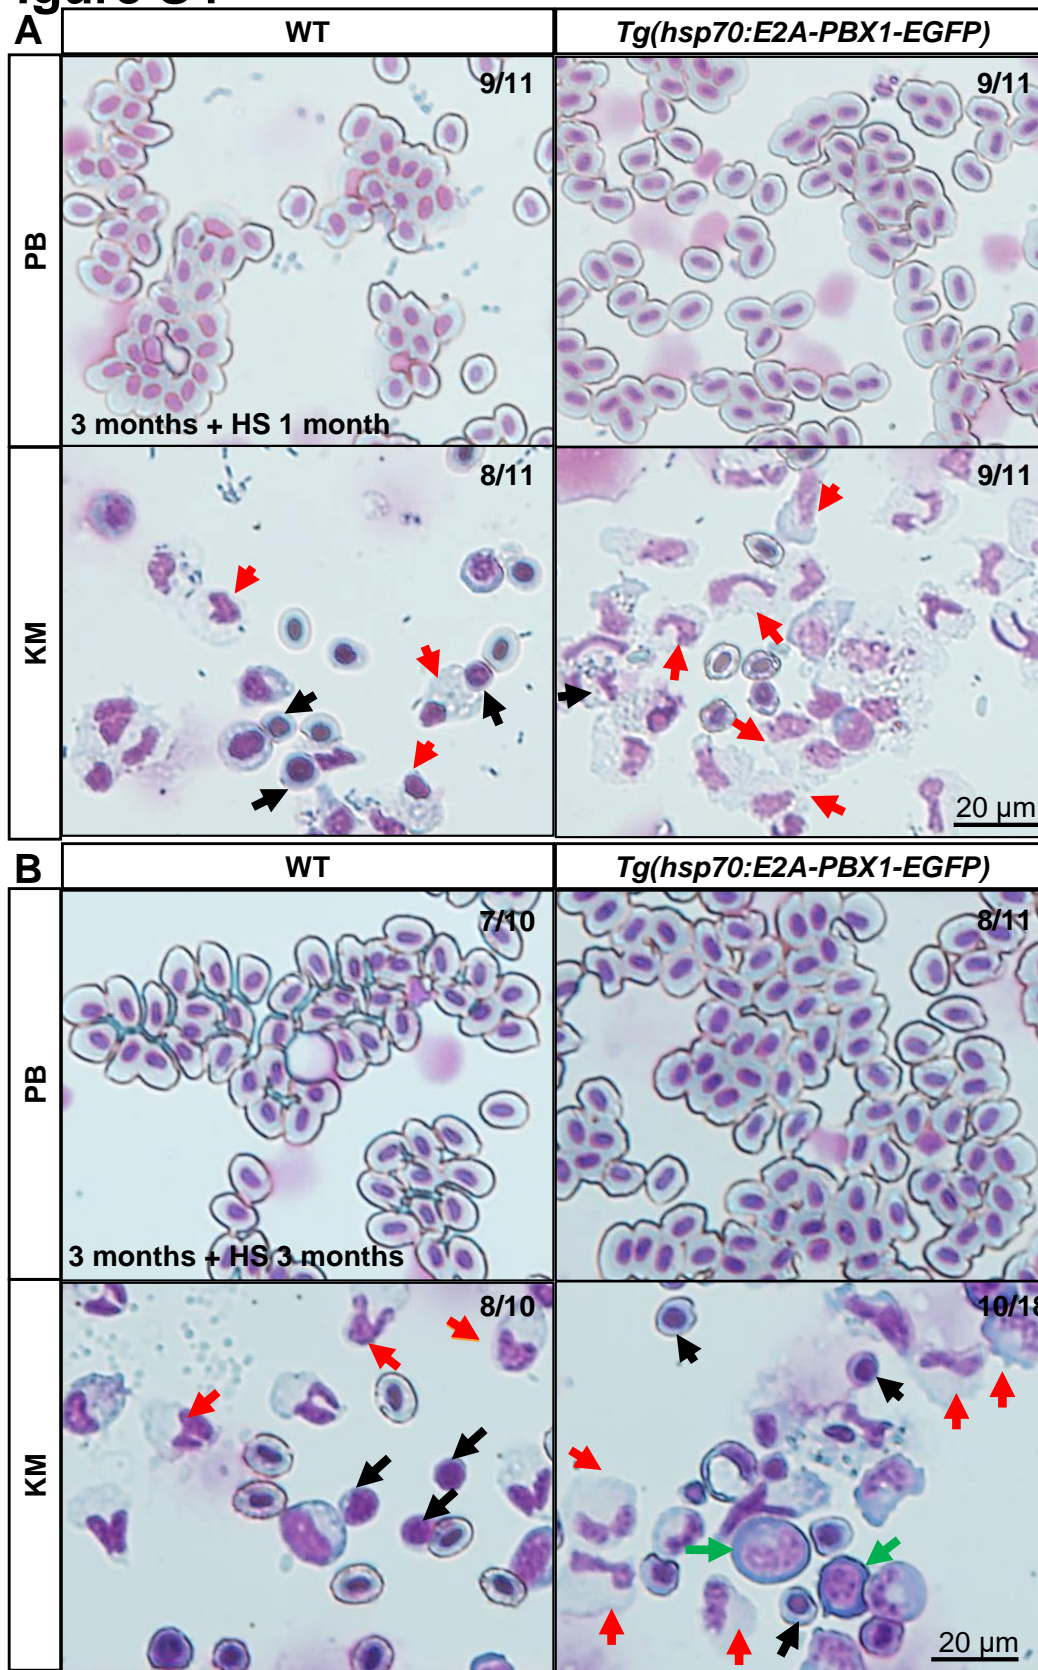 A
WT
Tg(hsp70:E2A-PBX1-EGFP)
PB
9/11
9/11
3 months + HS 1 month
KM
8/11
9/11
20 µm
B
WT
Tg(hsp70:E2A-PBX1-EGFP)
PB
7/10
8/11
3 months + HS 3 months
KM
8/10
10/18
20 µm